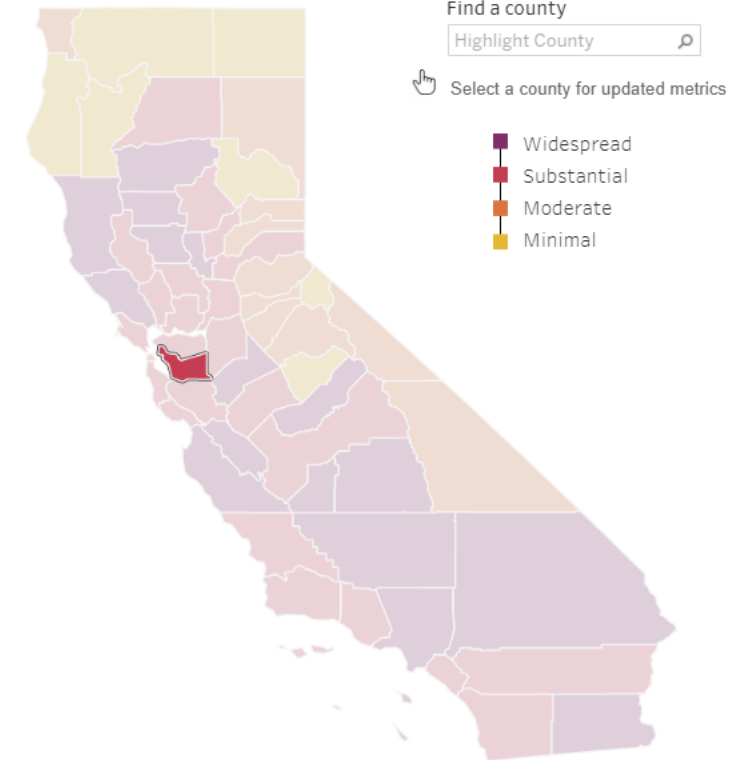 Find a county
Highlight County
Select a county for updated metrics
Widespread
Substantial
Moderate
Minimal